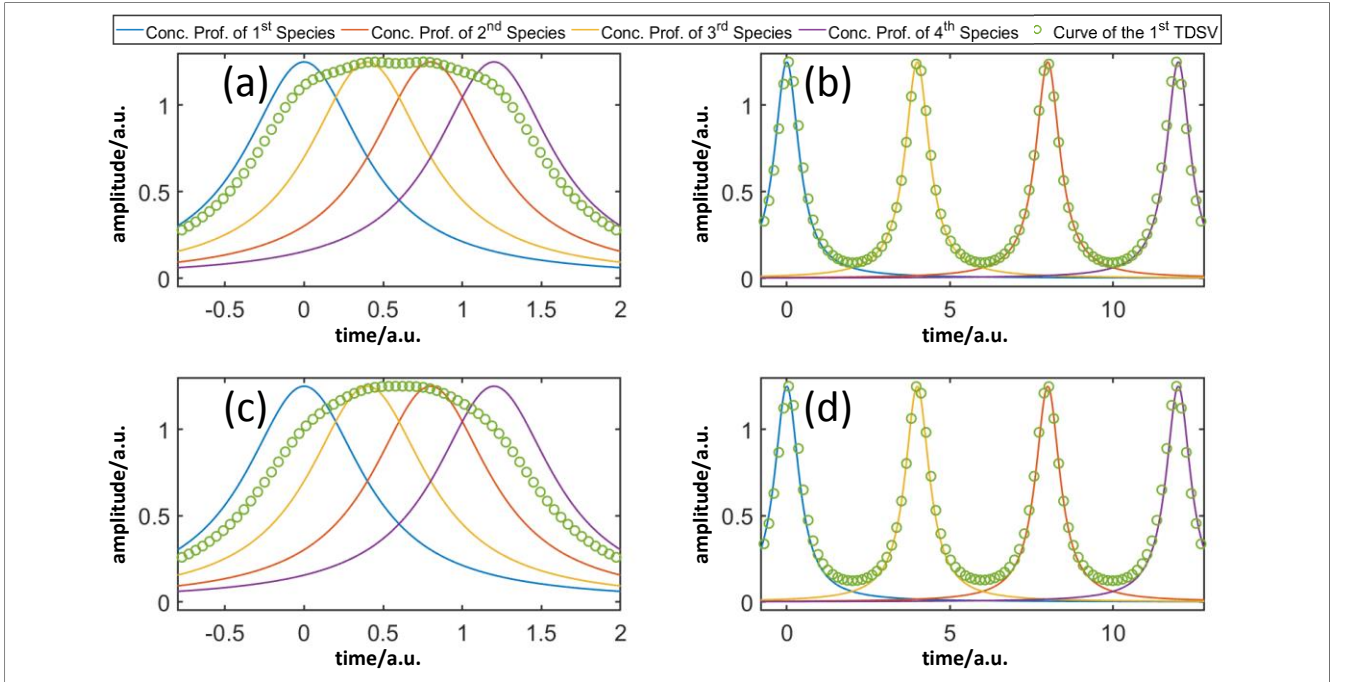 Conc. Prof. of 1st Species Conc. Prof. of 2nd Species Conc. Prof. of 3rd Species Conc. Prof. of 4th Species Curve of the 1st TDSV
(a)
amplitude/a.u.
1
0.5
0
-0.5 0 0.5 1 1.5 2
time/a.u.
(b)
amplitude/a.u.
1
0.5
0
0 5 10
time/a.u.
(c)
amplitude/a.u.
1
0.5
0
-0.5 0 0.5 1 1.5 2
time/a.u.
(d)
amplitude/a.u.
1
0.5
0
0 5 10
time/a.u.